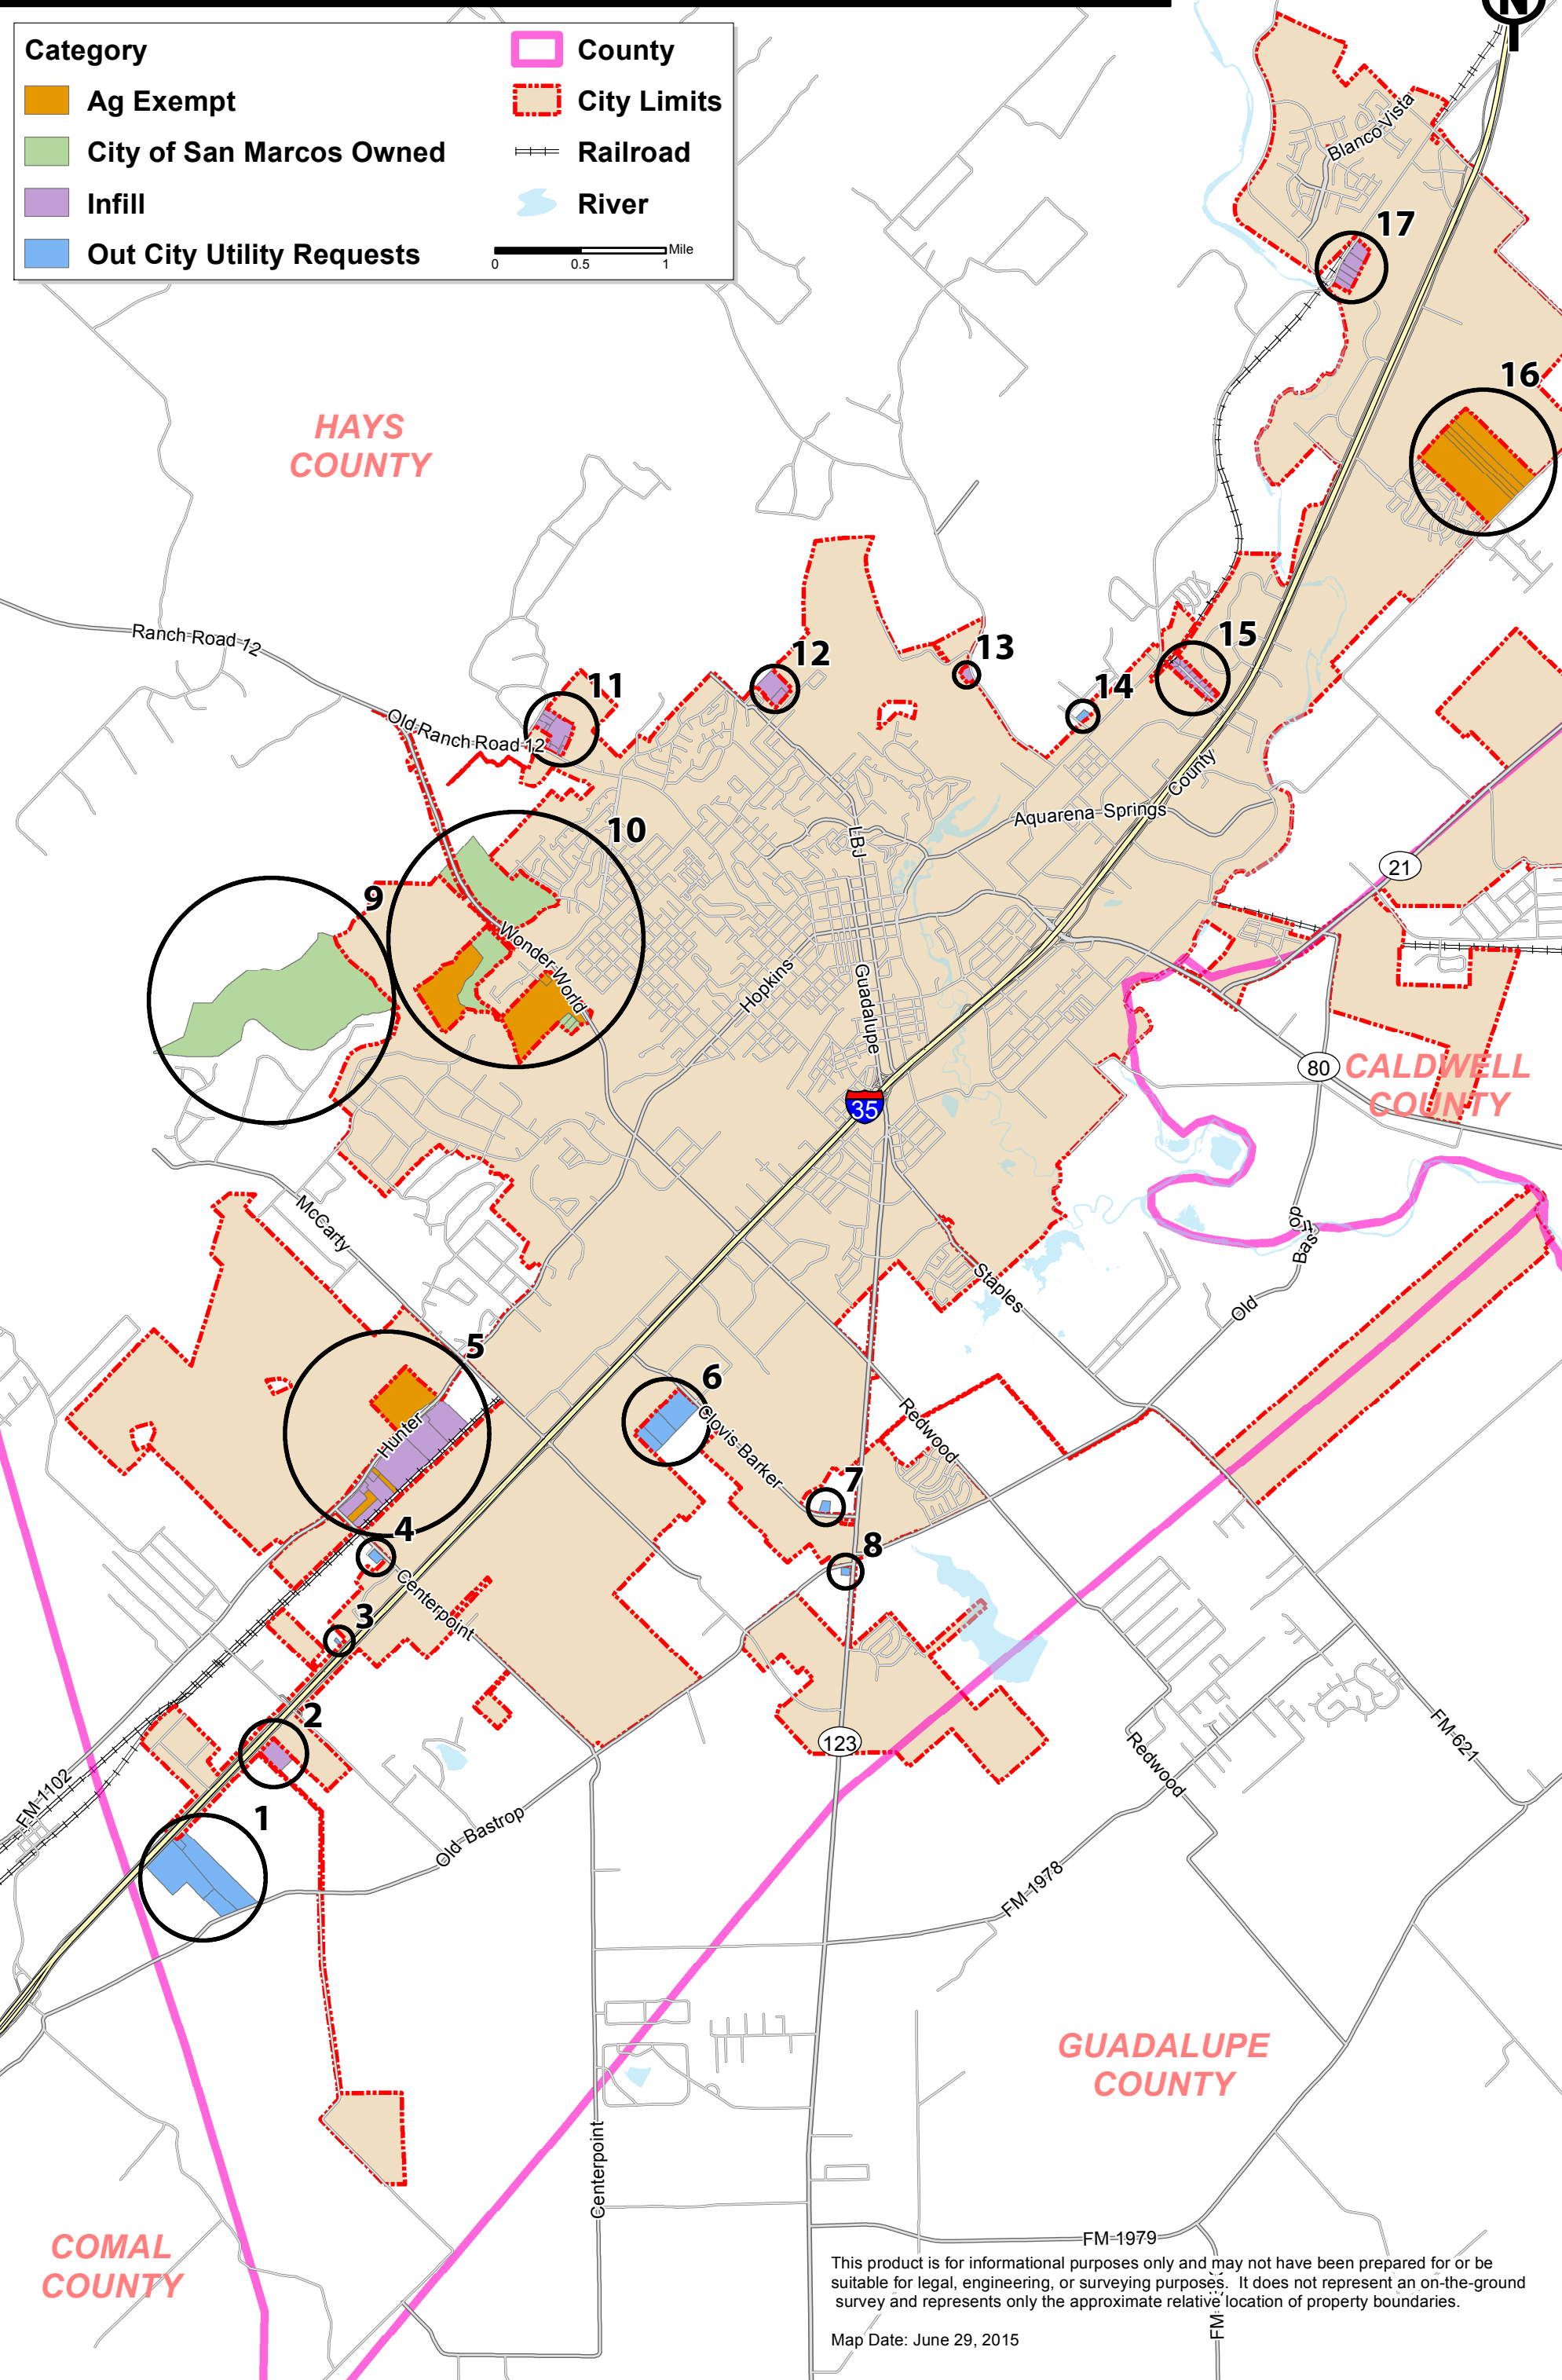 N
Category
Ag Exempt
City of San Marcos Owned
Infill
Out City Utility Requests
County
City Limits
Railroad
River
Mile
0
0.5
1
Blanco Vista
17
16
HAYS
COUNTY
Ranch Road 12
Old Ranch Road 12
11
12
13
14
15
County
Aquarena Springs
LBJ
21
10
9
Wonder World
Hopkins
Guadalupe
35
80
CALDWELL
COUNTY
McCarty
Staples
Old
Bastrop
5
Hunter
6
Clovis Barker
Redwood
7
8
4
Centerpoint
3
2
123
FM 621
Redwood
FM 1102
1
Old Bastrop
FM 1978
GUADALUPE
COUNTY
Centerpoint
COMAL
COUNTY
FM 1979
FM
This product is for informational purposes only and may not have been prepared for or be
suitable for legal, engineering, or surveying purposes. It does not represent an on-the-ground
survey and represents only the approximate relative location of property boundaries.
Map Date: June 29, 2015